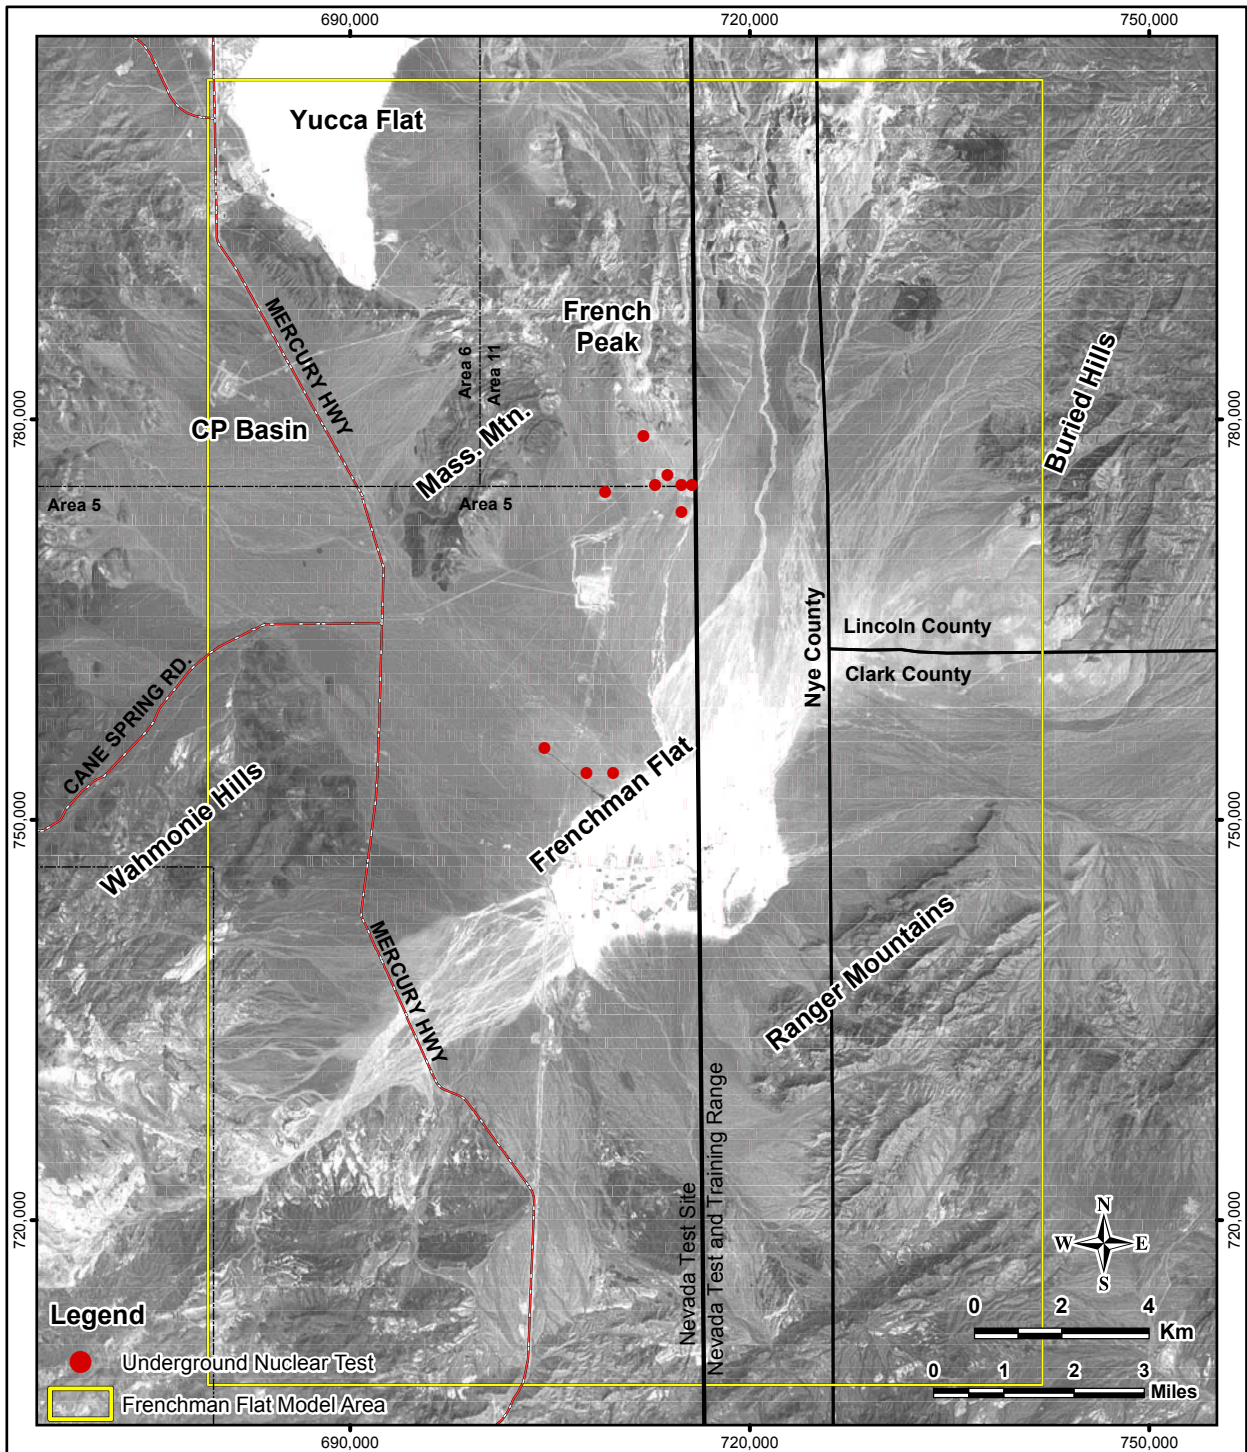 690,000
720,000
750,000
Yucca Flat
French
Peak
MERCURY HWY
Area 6
Area 11
Buried Hills
780,000
780,000
CP Basin
Mass. Mtn.
Area 5
Area 5
Nye County
Lincoln County
Clark County
CANE SPRING RD.
Wahmonie Hills
Frenchman Flat
750,000
750,000
MERCURY HWY
Ranger Mountains
Nevada Test Site
Nevada Test and Training Range
720,000
720,000
N
W
E
S
Legend
Underground Nuclear Test
Frenchman Flat Model Area
0 2 4
Km
0 1 2 3
Miles
690,000
720,000
750,000